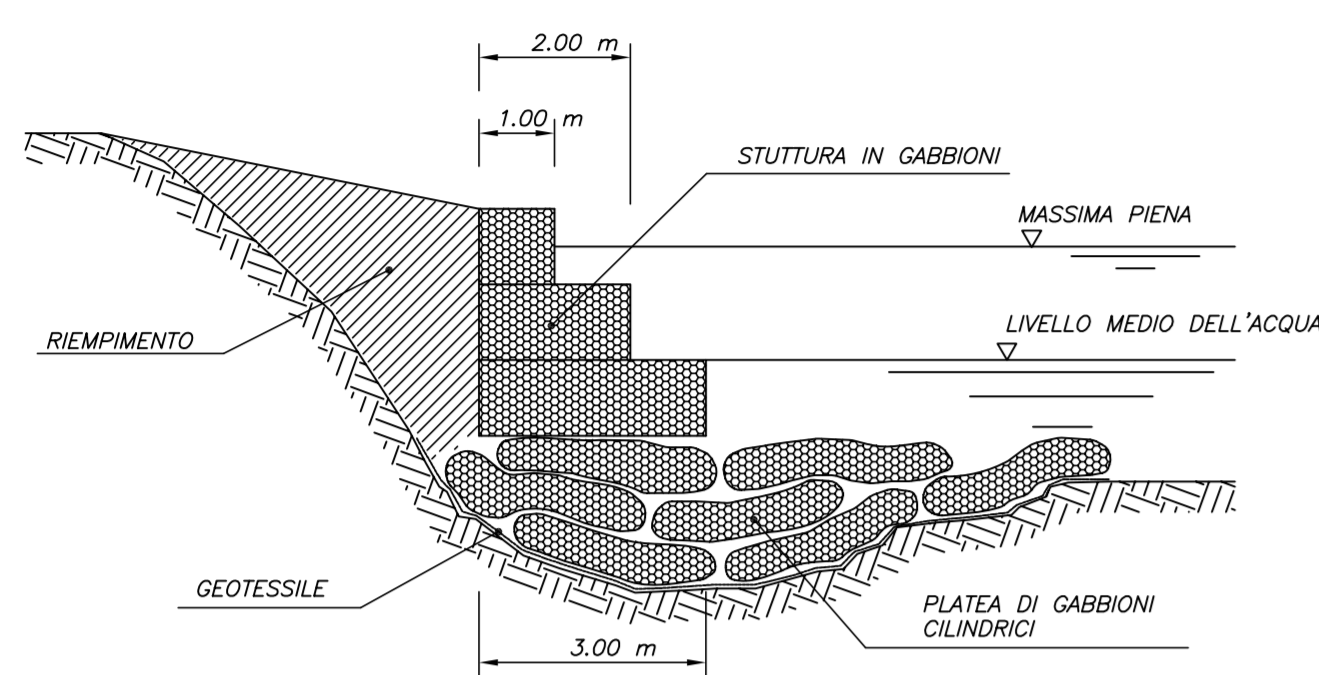 2.00 m
1.00 m
STUTTURA IN GABBIONI
MASSIMA PIENA
LIVELLO MEDIO DELL'ACQUA
RIEMPIMENTO
GEOTESSILE
PLATEA DI GABBIONI
CILINDRICI
3.00 m